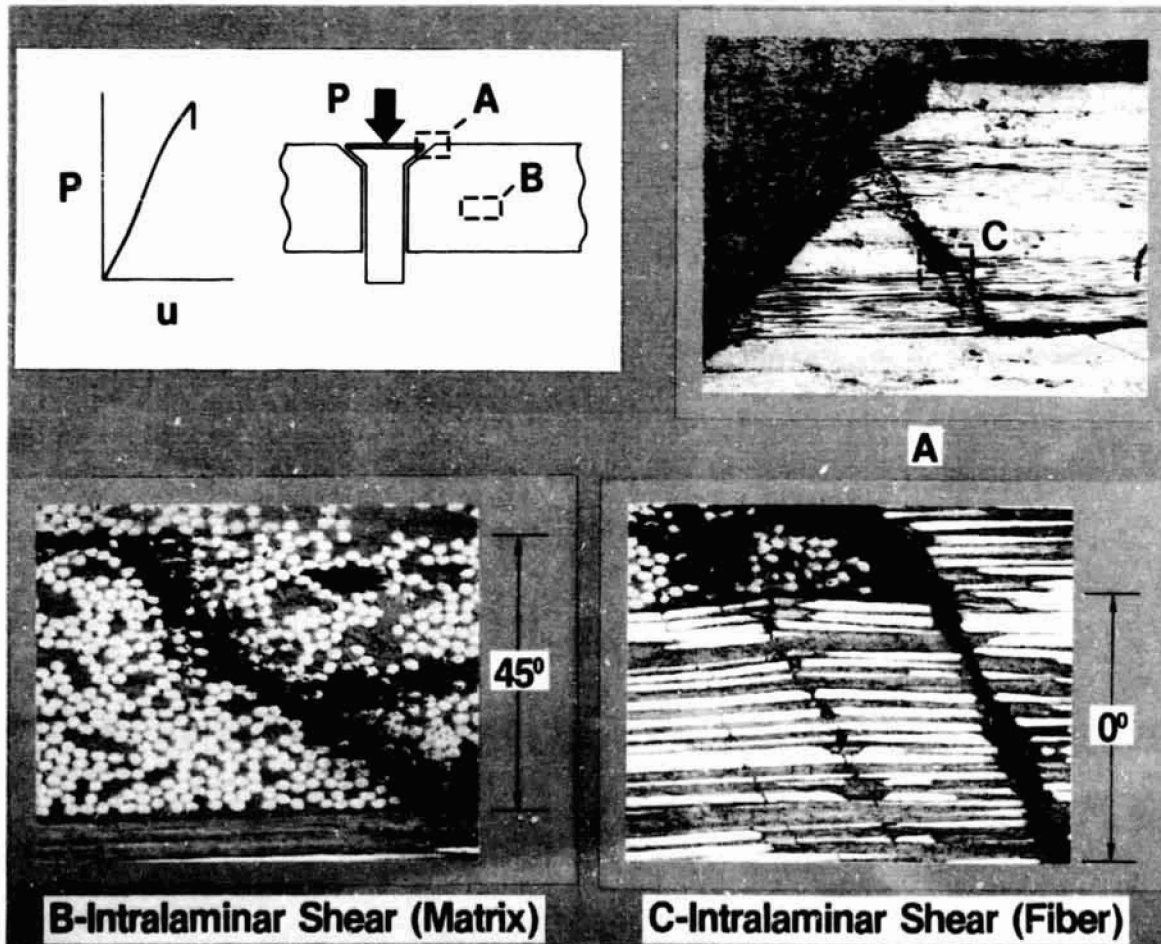 P
u
P
A
B
C
A
45⁰
0⁰
B-Intralaminar Shear (Matrix)
C-Intralaminar Shear (Fiber)